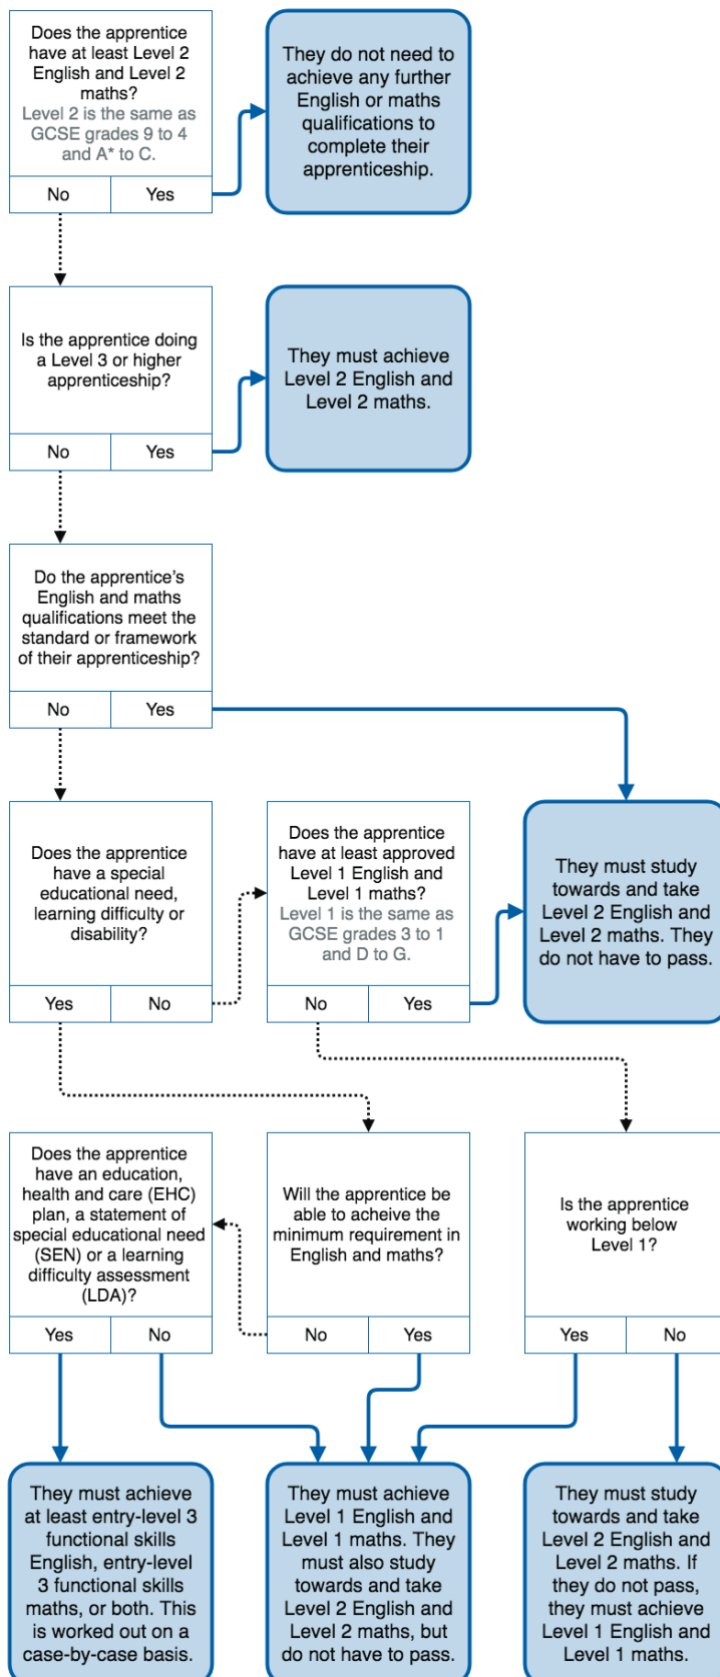 Does the apprentice
have at least Level 2
English and Level 2
maths?
Level 2 is the same as
GCSE grades 9 to 4
and A* to C.
No
Yes
They do not need to
achieve any further
English or maths
qualifications to
complete their
apprenticeship.
Is the apprentice doing
a Level 3 or higher
apprenticeship?
No
Yes
They must achieve
Level 2 English and
Level 2 maths.
Do the apprentice's
English and maths
qualifications meet the
standard or framework
of their apprenticeship?
No
Yes
Does the apprentice
have a special
educational need,
learning difficulty or
disability?
Yes
No
Does the apprentice
have at least approved
Level 1 English and
Level 1 maths?
Level 1 is the same as
GCSE grades 3 to 1
and D to G.
No
Yes
They must study
towards and take
Level 2 English and
Level 2 maths. They
do not have to pass.
Does the apprentice
have an education,
health and care (EHC)
plan, a statement of
special educational need
(SEN) or a learning
difficulty assessment
(LDA)?
Yes
No
Will the apprentice be
able to acheive the
minimum requirement in
English and maths?
No
Yes
Is the apprentice
working below
Level 1?
Yes
No
They must achieve
at least entry-level 3
functional skills
English, entry-level
3 functional skills
maths, or both. This
is worked out on a
case-by-case basis.
They must achieve
Level 1 English and
Level 1 maths. They
must also study
towards and take
Level 2 English and
Level 2 maths, but
do not have to pass.
They must study
towards and take
Level 2 English and
Level 2 maths. If
they do not pass,
they must achieve
Level 1 English and
Level 1 maths.